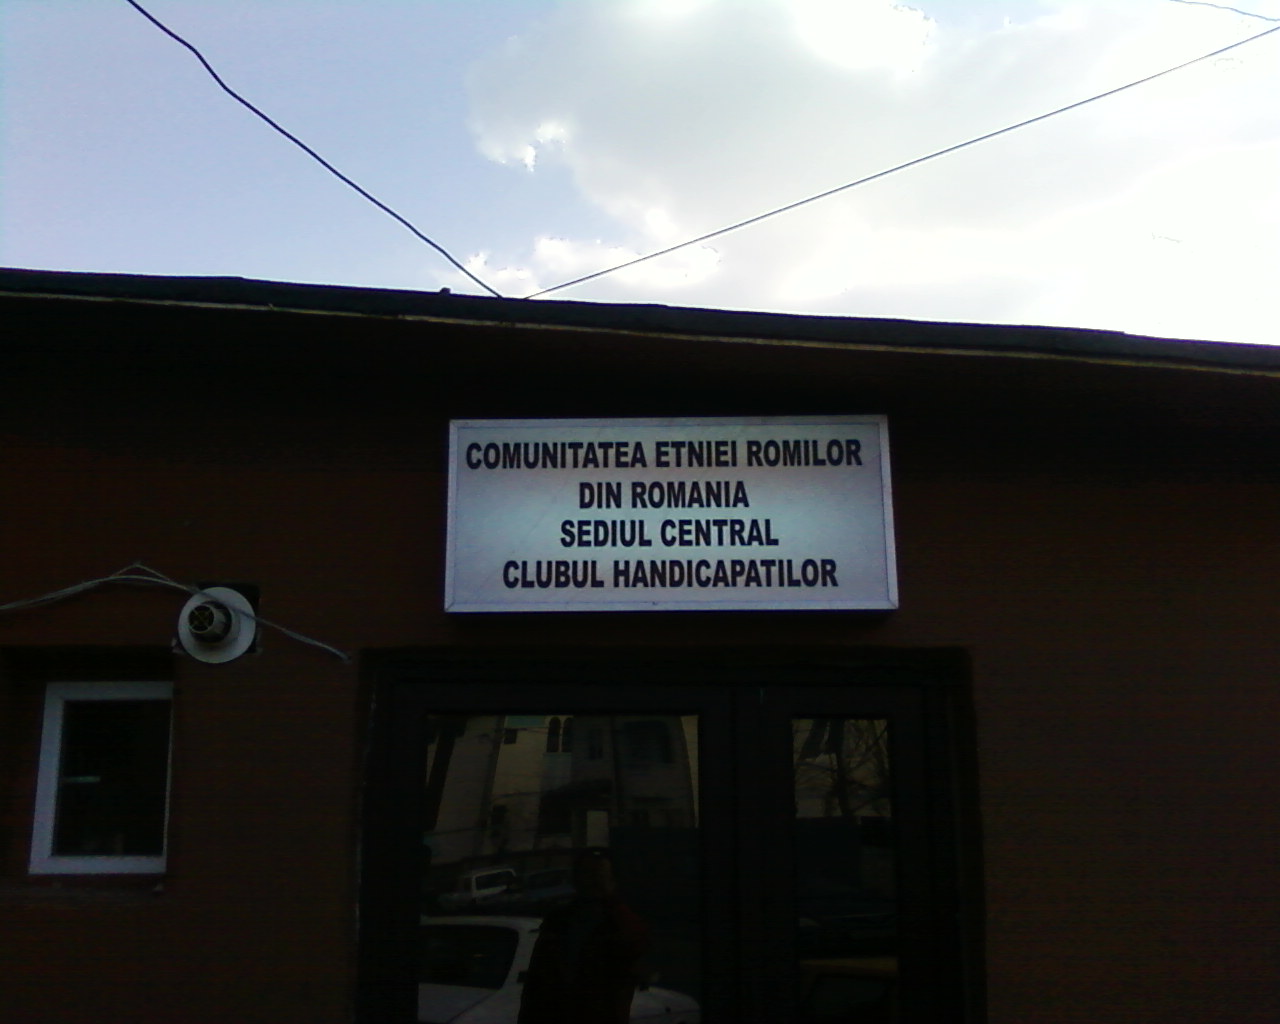 COMUNITATEA ETNIEI ROMILOR
DIN ROMANIA
SEDIUL CENTRAL
CLUBUL HANDICAPATILOR